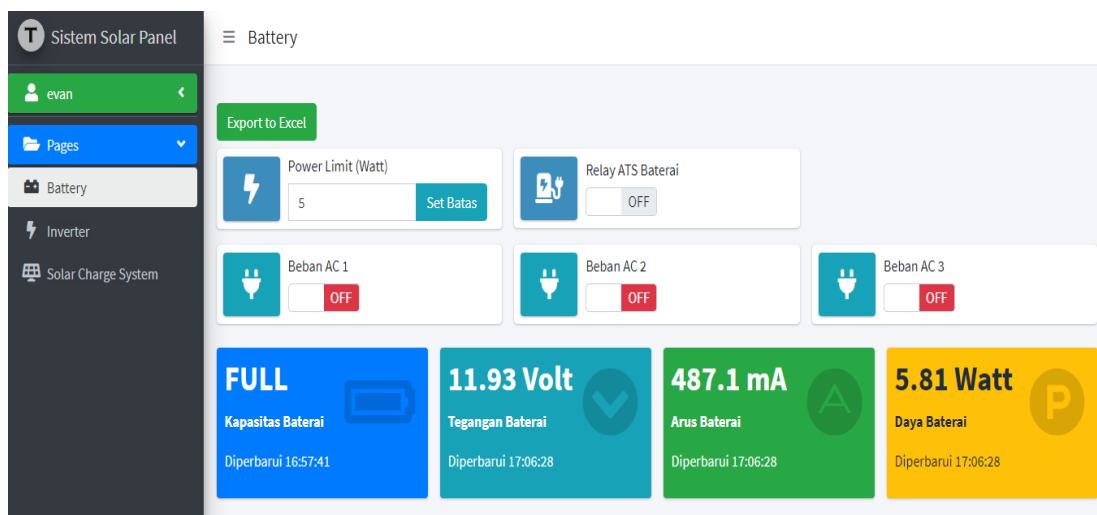 T Sistem Solar Panel
Battery
evan
Pages
Battery
Inverter
Solar Charge System
Export to Excel
Power Limit (Watt)
5 Set Batas
Relay ATS Baterai
OFF
Beban AC 1
OFF
Beban AC 2
OFF
Beban AC 3
OFF
FULL
Kapasitas Baterai
Diperbarui 16:57:41
11.93 Volt
Tegangan Baterai
Diperbarui 17:06:28
487.1 mA
A
Arus Baterai
Diperbarui 17:06:28
5.81 Watt
P
Daya Baterai
Diperbarui 17:06:28